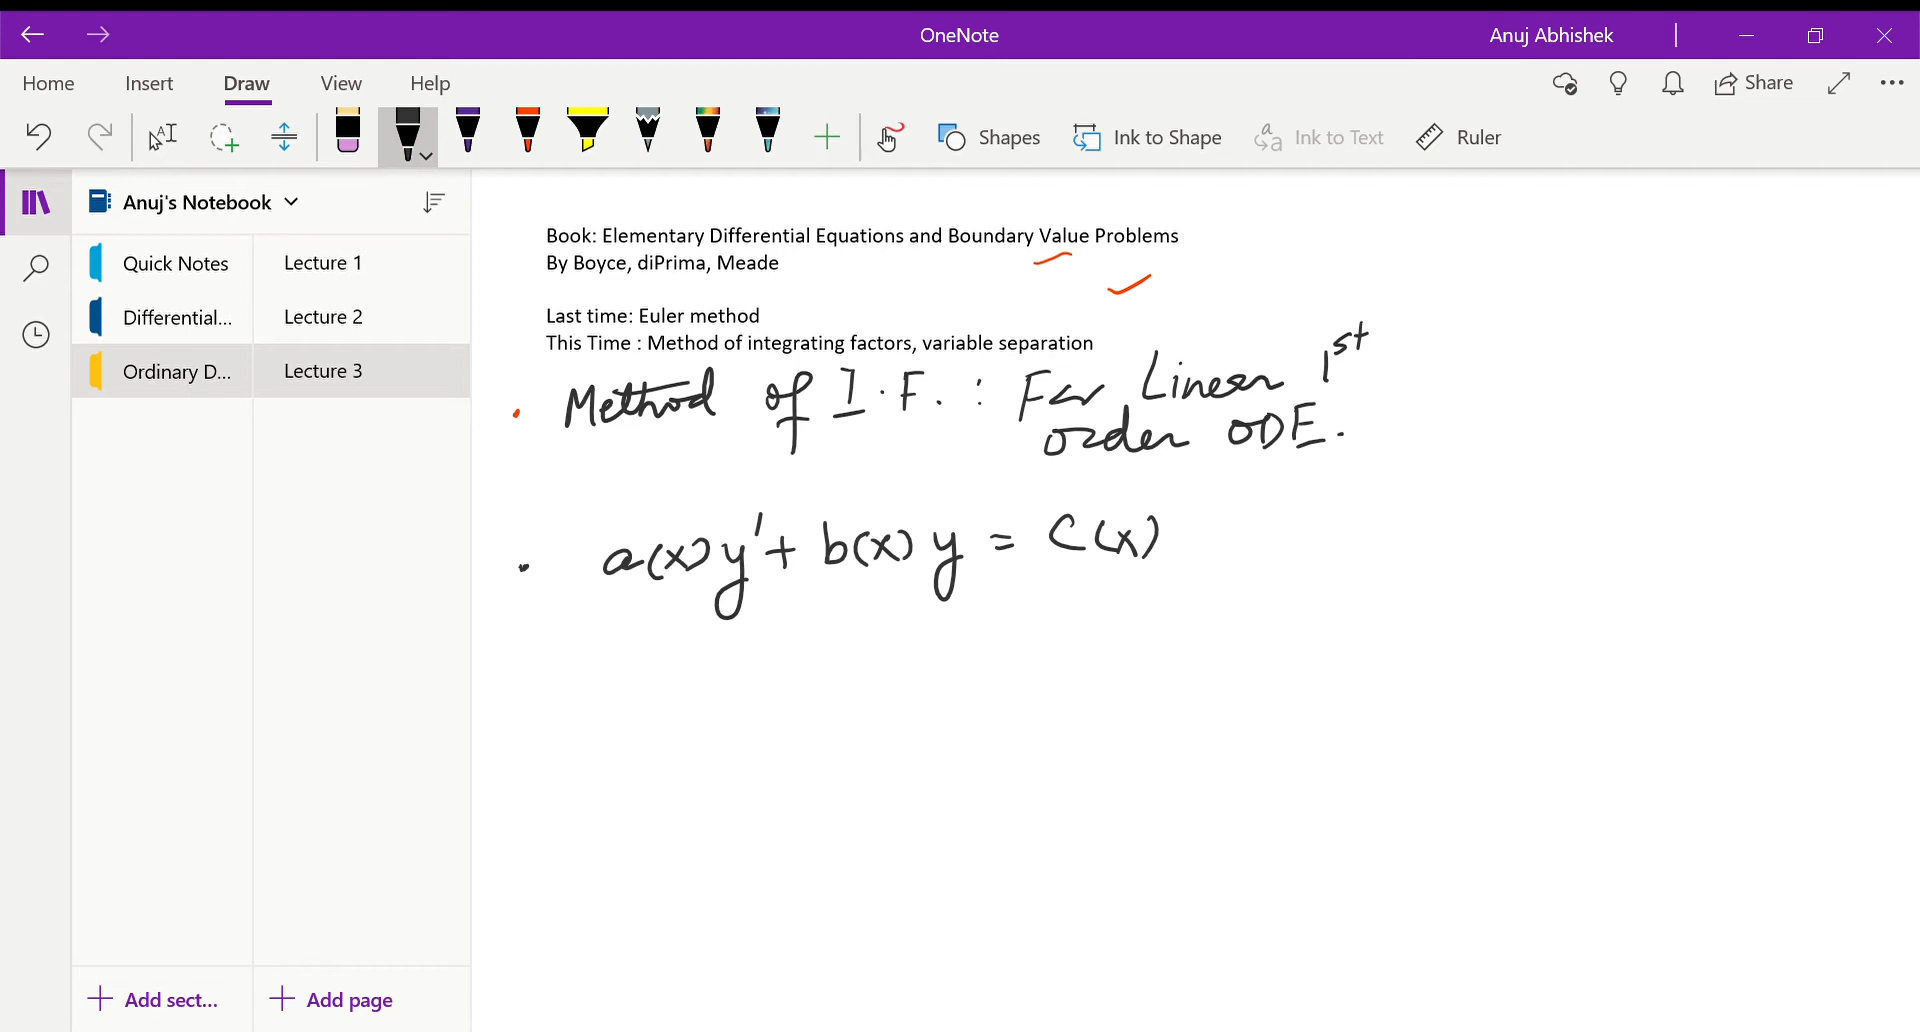 OneNote
Anuj Abhishek
Home Insert Draw View Help
Share
Shapes Ink to Shape Ink to Text Ruler
Anuj's Notebook
Quick Notes
Differential...
Ordinary D...
Lecture 1
Lecture 2
Lecture 3
Add sect...
Add page
Book: Elementary Differential Equations and Boundary Value Problems
By Boyce, diPrima, Meade
Last time: Euler method
This Time : Method of integrating factors, variable separation
• Method of I.F. : For Linear 1st
order ODE.
• a(x)y' + b(x)y = C(x)